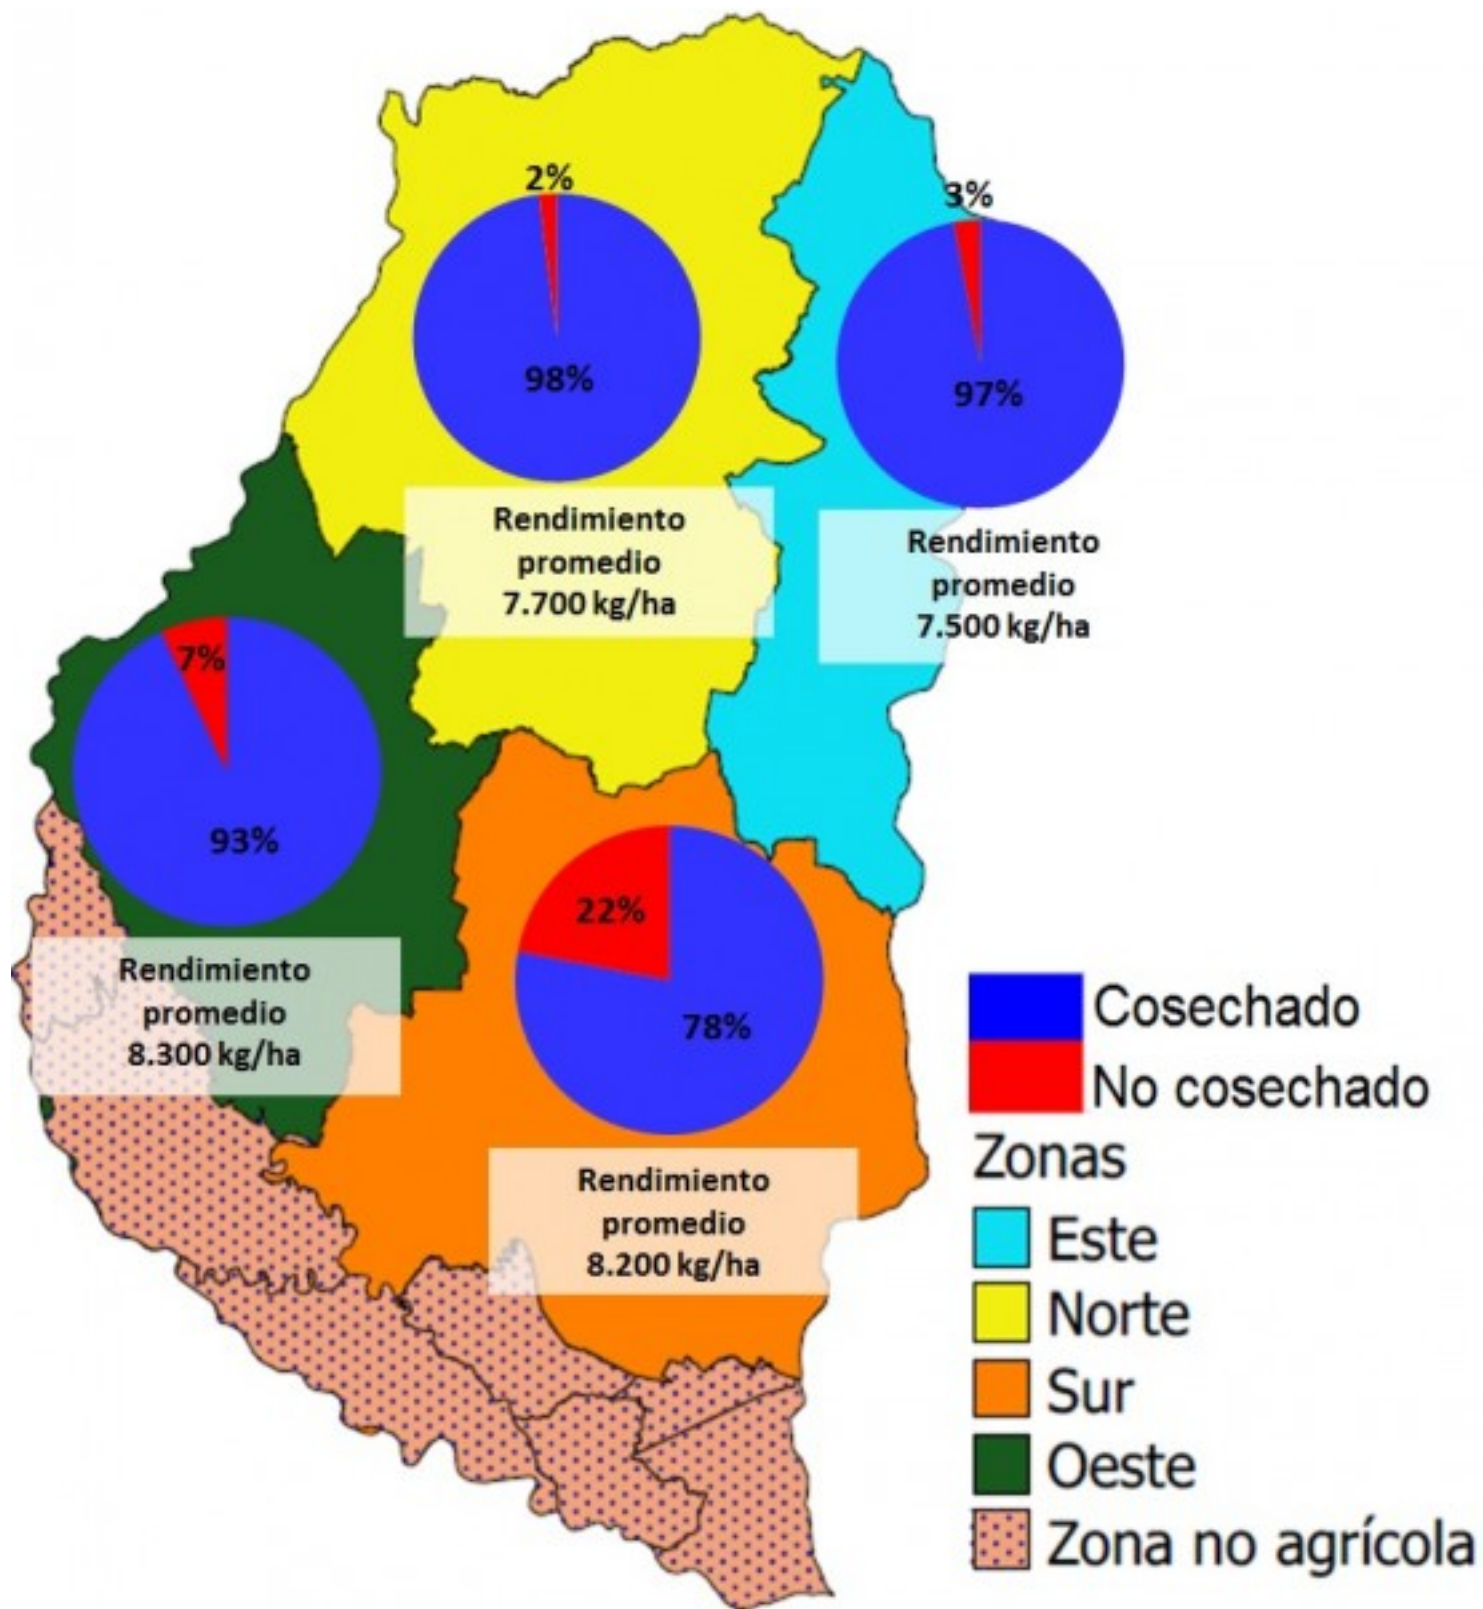 2%
98%
Rendimiento
promedio
7.700 kg/ha
3%
97%
Rendimiento
promedio
7.500 kg/ha
7%
93%
Rendimiento
promedio
8.300 kg/ha
22%
78%
Rendimiento
promedio
8.200 kg/ha
Cosechado
No cosechado
Zonas
Este
Norte
Sur
Oeste
Zona no agrícola